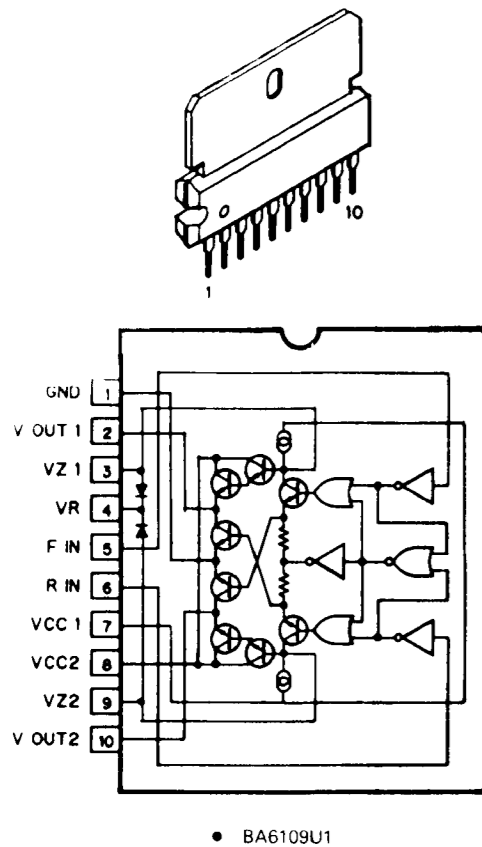 10
1
GND 1
V OUT 1 2
VZ 1 3
VR 4
F IN 5
R IN 6
VCC 1 7
VCC2 8
VZ2 9
V OUT2 10
● BA6109U1